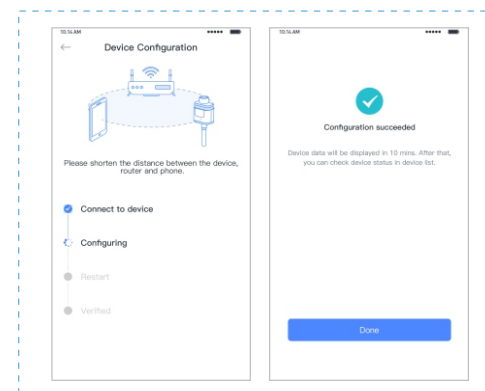 10:14 AM
Device Configuration
Please shorten the distance between the device,
router and phone.
Connect to device
Configuring
Restart
Verified
10:14 AM
Configuration succeeded
Device data will be displayed in 10 mins. After that,
you can check device status in device list.
Done